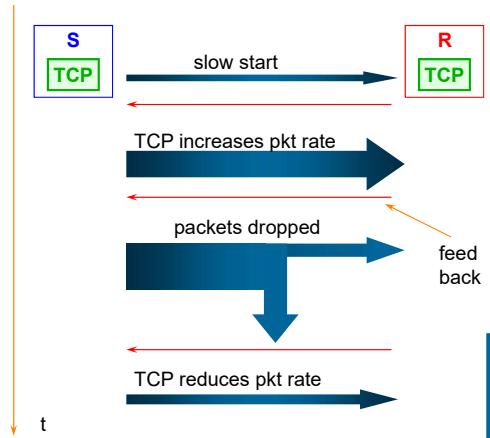 S
R
TCP
TCP
slow start
TCP increases pkt rate
packets dropped
feed
back
TCP reduces pkt rate
t